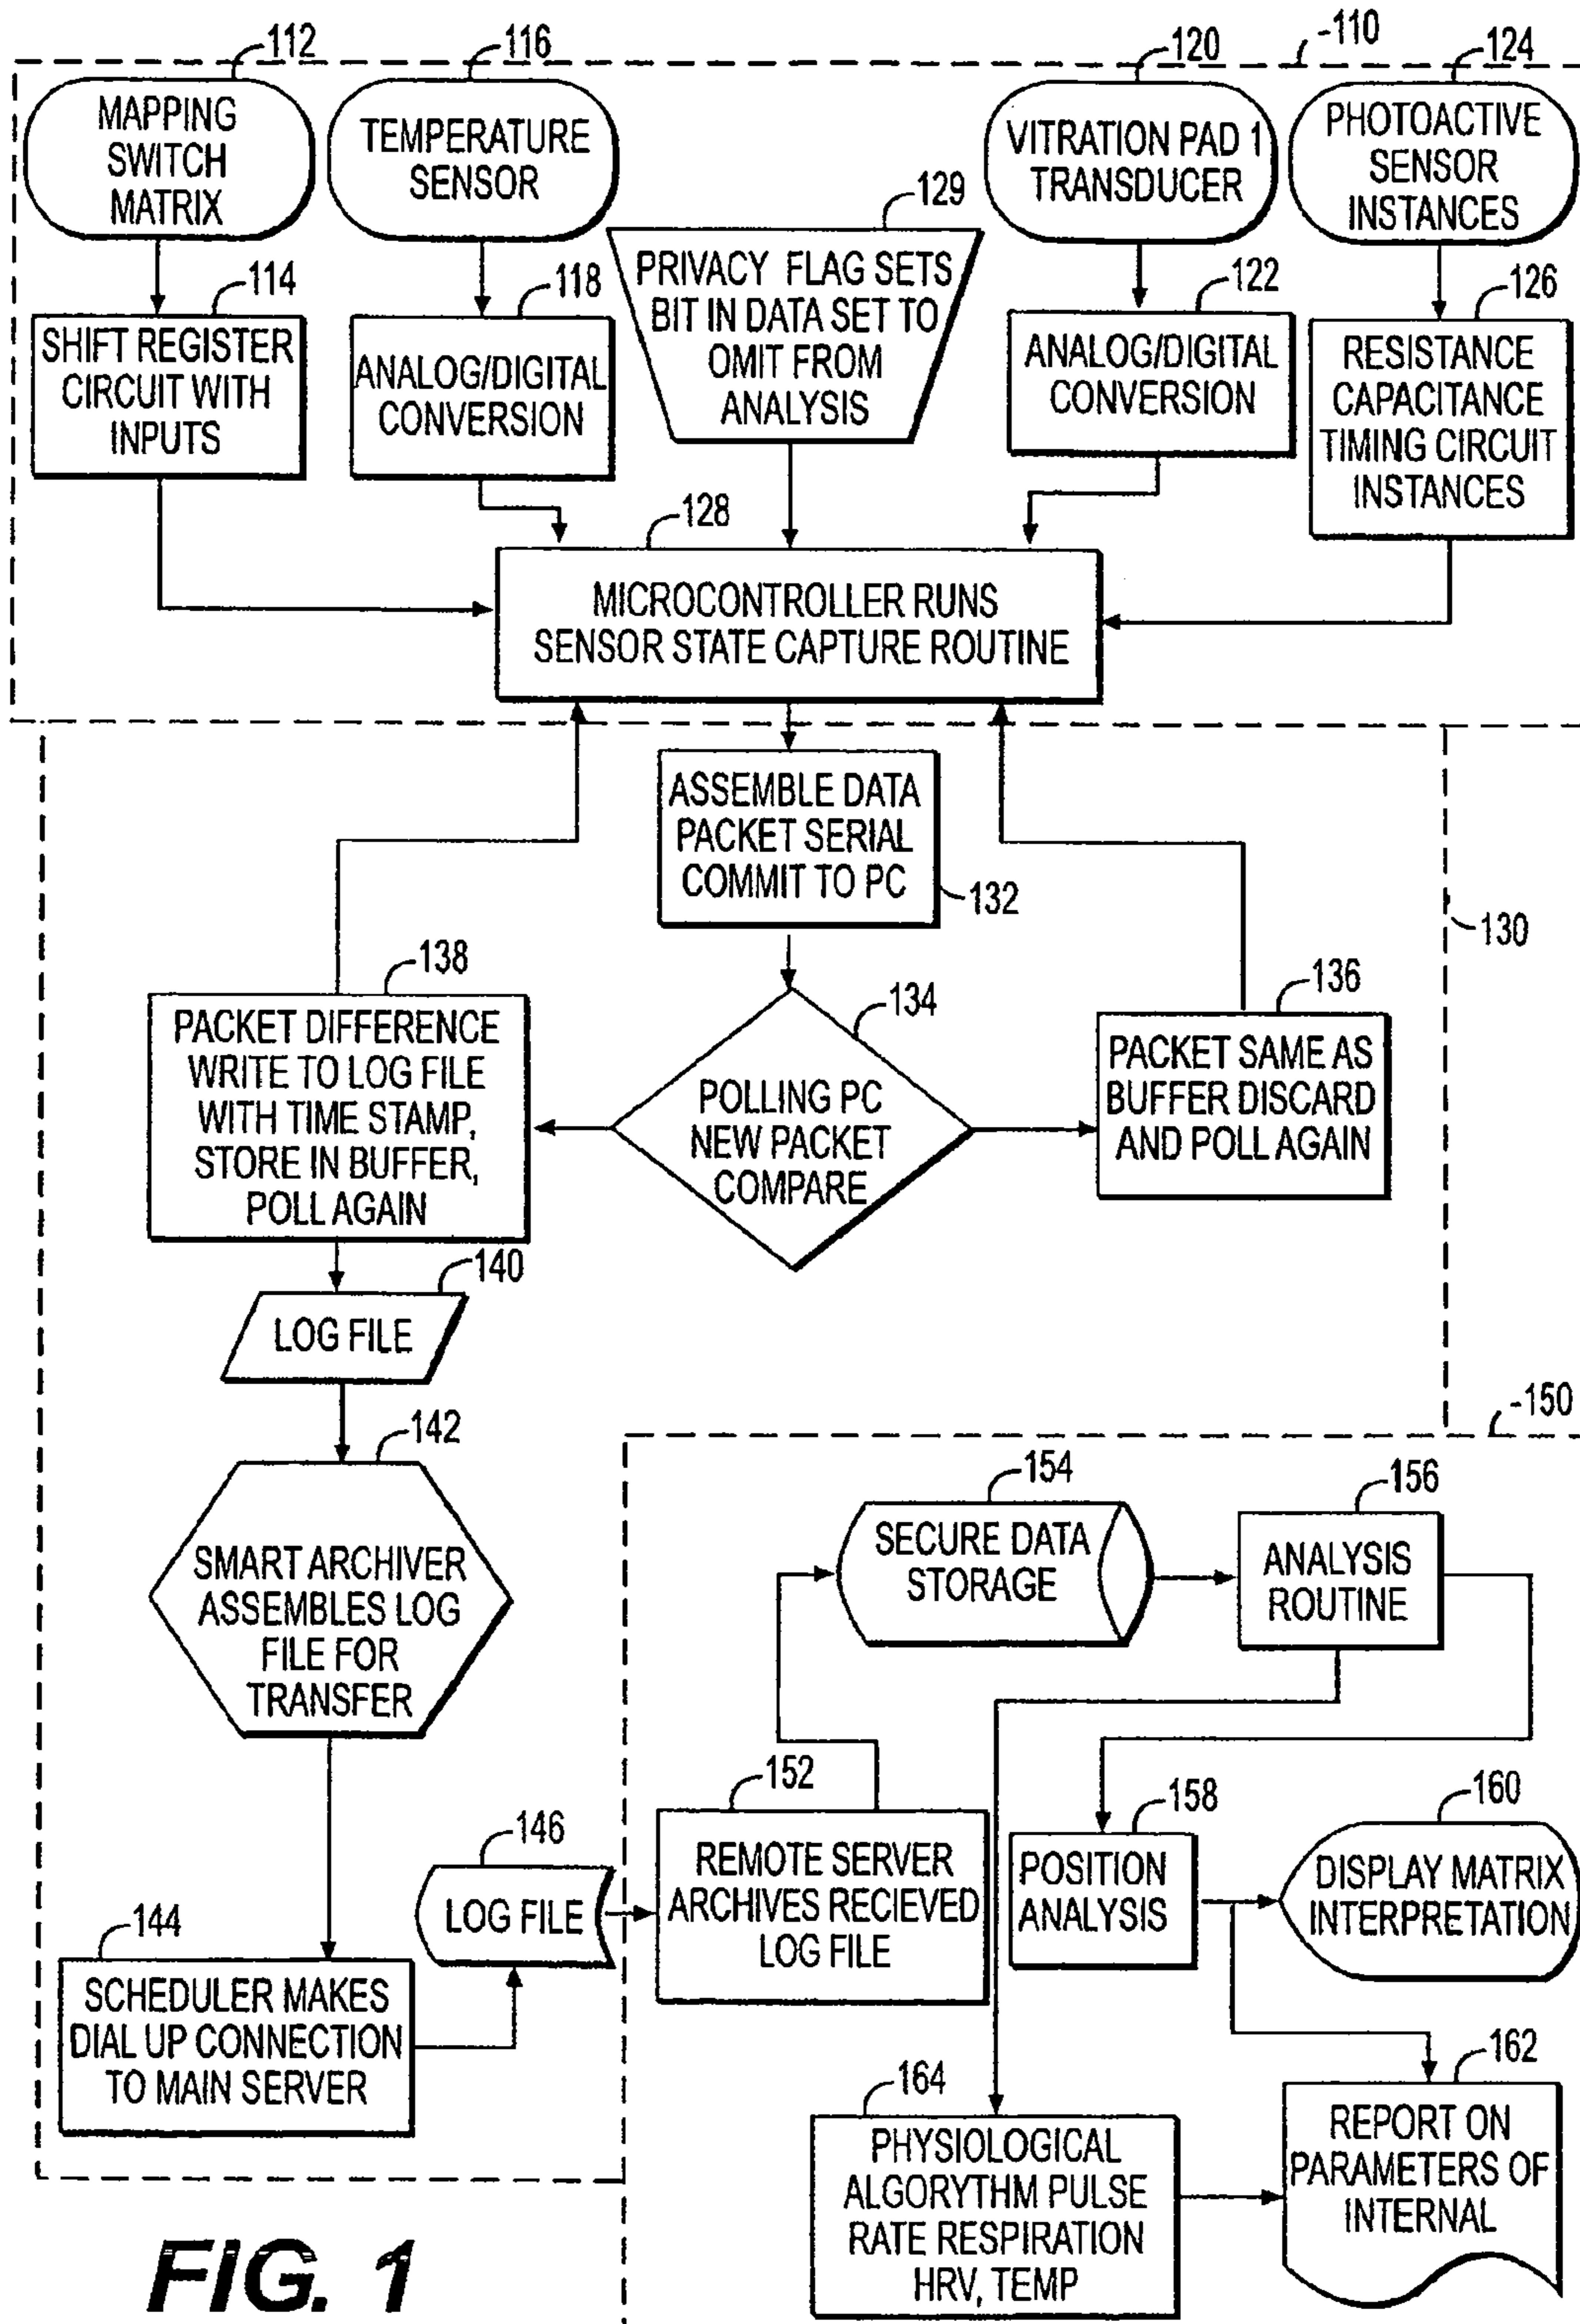 112
116
120
-110
124
MAPPING
SWITCH
MATRIX
TEMPERATURE
SENSOR
VITRATION PAD 1
TRANSDUCER
PHOTOACTIVE
SENSOR
INSTANCES
129
PRIVACY FLAG SETS
BIT IN DATA SET TO
OMIT FROM
ANALYSIS
114
SHIFT REGISTER
CIRCUIT WITH
INPUTS
118
ANALOG/DIGITAL
CONVERSION
122
ANALOG/DIGITAL
CONVERSION
126
RESISTANCE
CAPACITANCE
TIMING CIRCUIT
INSTANCES
128
MICROCONTROLLER RUNS
SENSOR STATE CAPTURE ROUTINE
ASSEMBLE DATA
PACKET SERIAL
COMMIT TO PC
132
130
138
PACKET DIFFERENCE
WRITE TO LOG FILE
WITH TIME STAMP,
STORE IN BUFFER,
POLL AGAIN
134
POLLING PC
NEW PACKET
COMPARE
136
PACKET SAME AS
BUFFER DISCARD
AND POLL AGAIN
140
LOG FILE
142
SMART ARCHIVER
ASSEMBLES LOG
FILE FOR
TRANSFER
-150
154
SECURE DATA
STORAGE
156
ANALYSIS
ROUTINE
144
SCHEDULER MAKES
DIAL UP CONNECTION
TO MAIN SERVER
146
LOG FILE
152
REMOTE SERVER
ARCHIVES RECIEVED
LOG FILE
158
POSITION
ANALYSIS
160
DISPLAY MATRIX
INTERPRETATION
164
PHYSIOLOGICAL
ALGORYTHM PULSE
RATE RESPIRATION
HRV, TEMP
162
REPORT ON
PARAMETERS OF
INTERNAL
FIG. 1